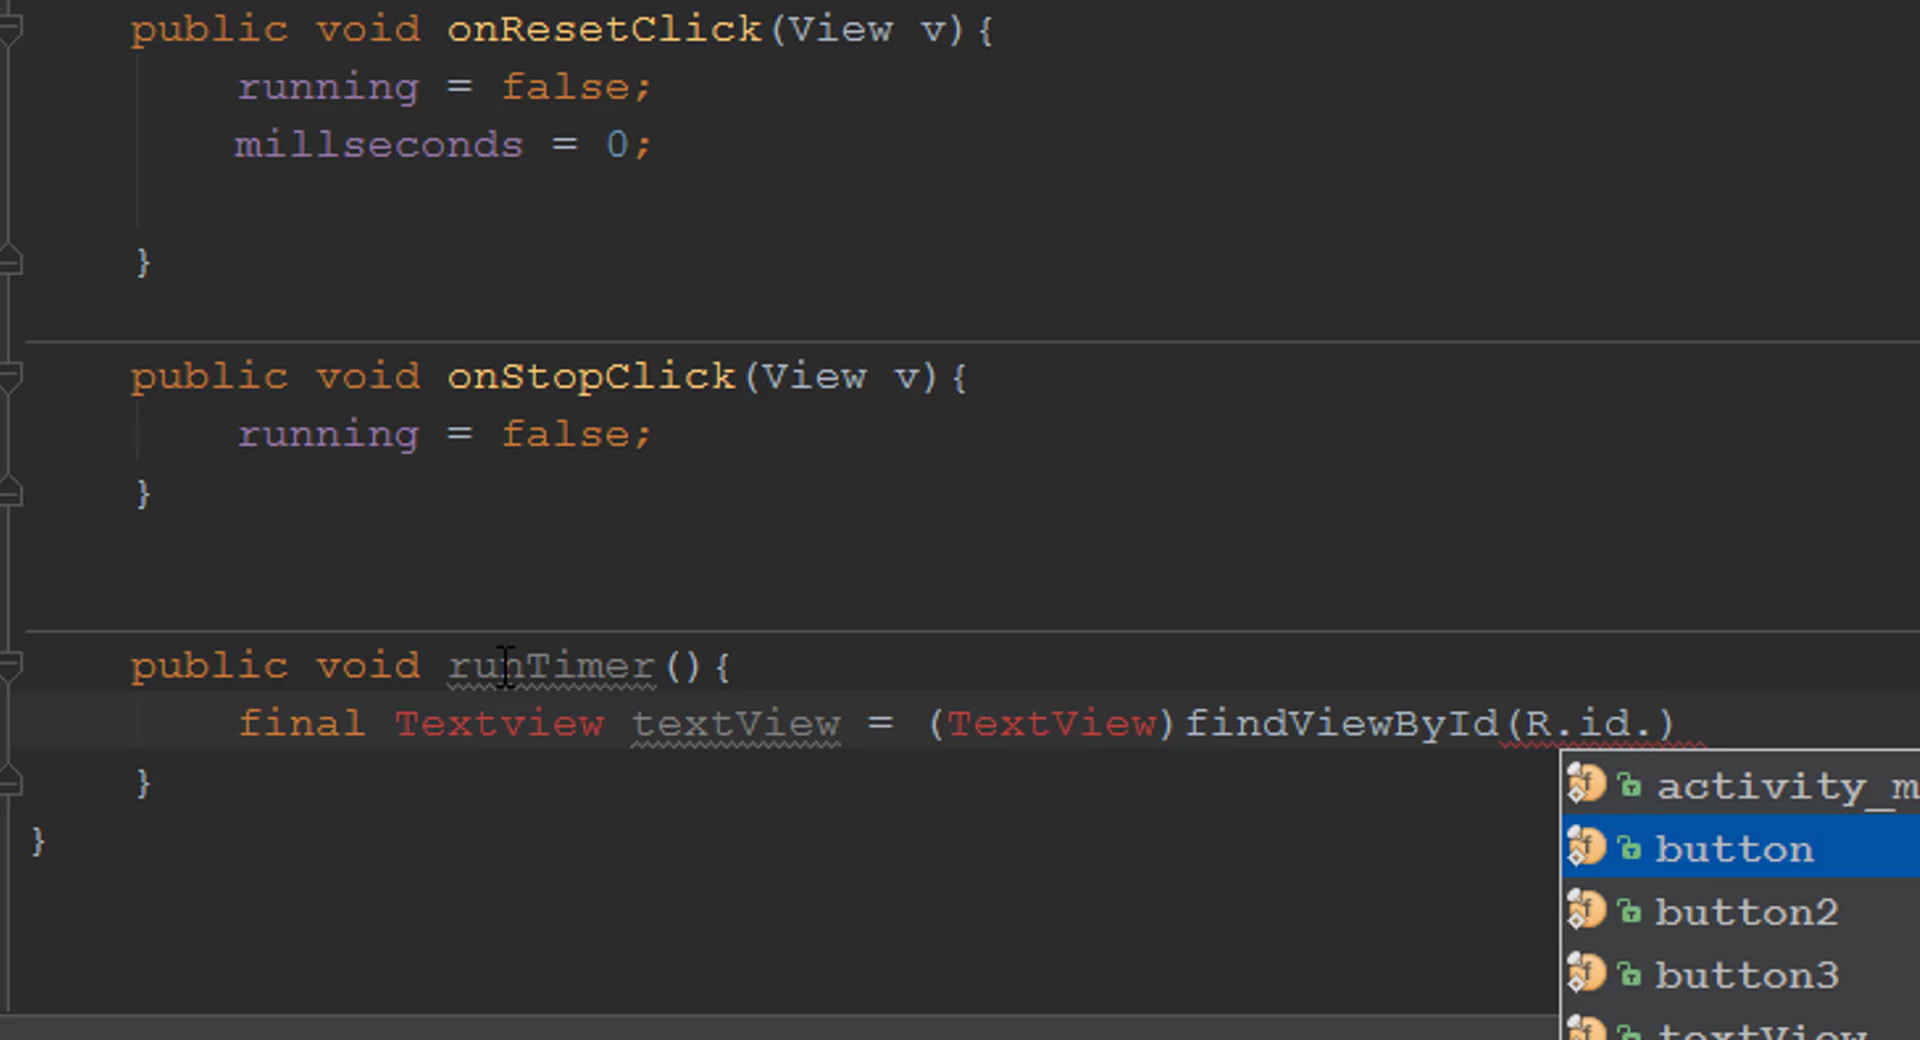 public void onResetClick(View v){
running = false;
millseconds = 0;
}
public void onStopClick(View v){
running = false;
}
public void runTimer(){
final Textview textView = (TextView)findViewById(R.id.)
}
activity_m
}
button
button2
button3
textView